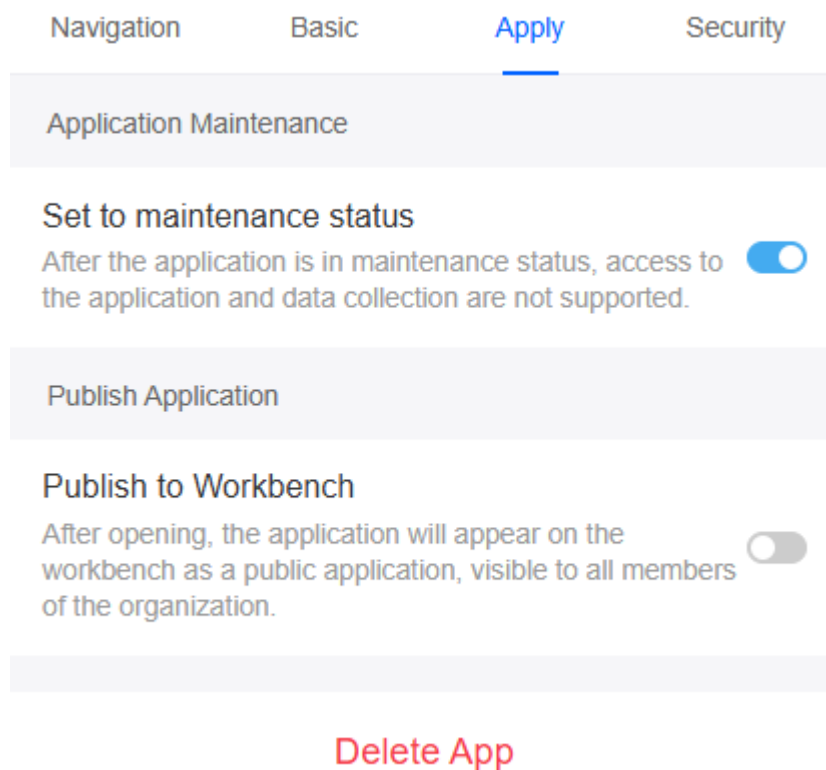 Navigation Basic Apply Security
Application Maintenance
Set to maintenance status
After the application is in maintenance status, access to
the application and data collection are not supported.
Publish Application
Publish to Workbench
After opening, the application will appear on the
workbench as a public application, visible to all members
of the organization.
Delete App